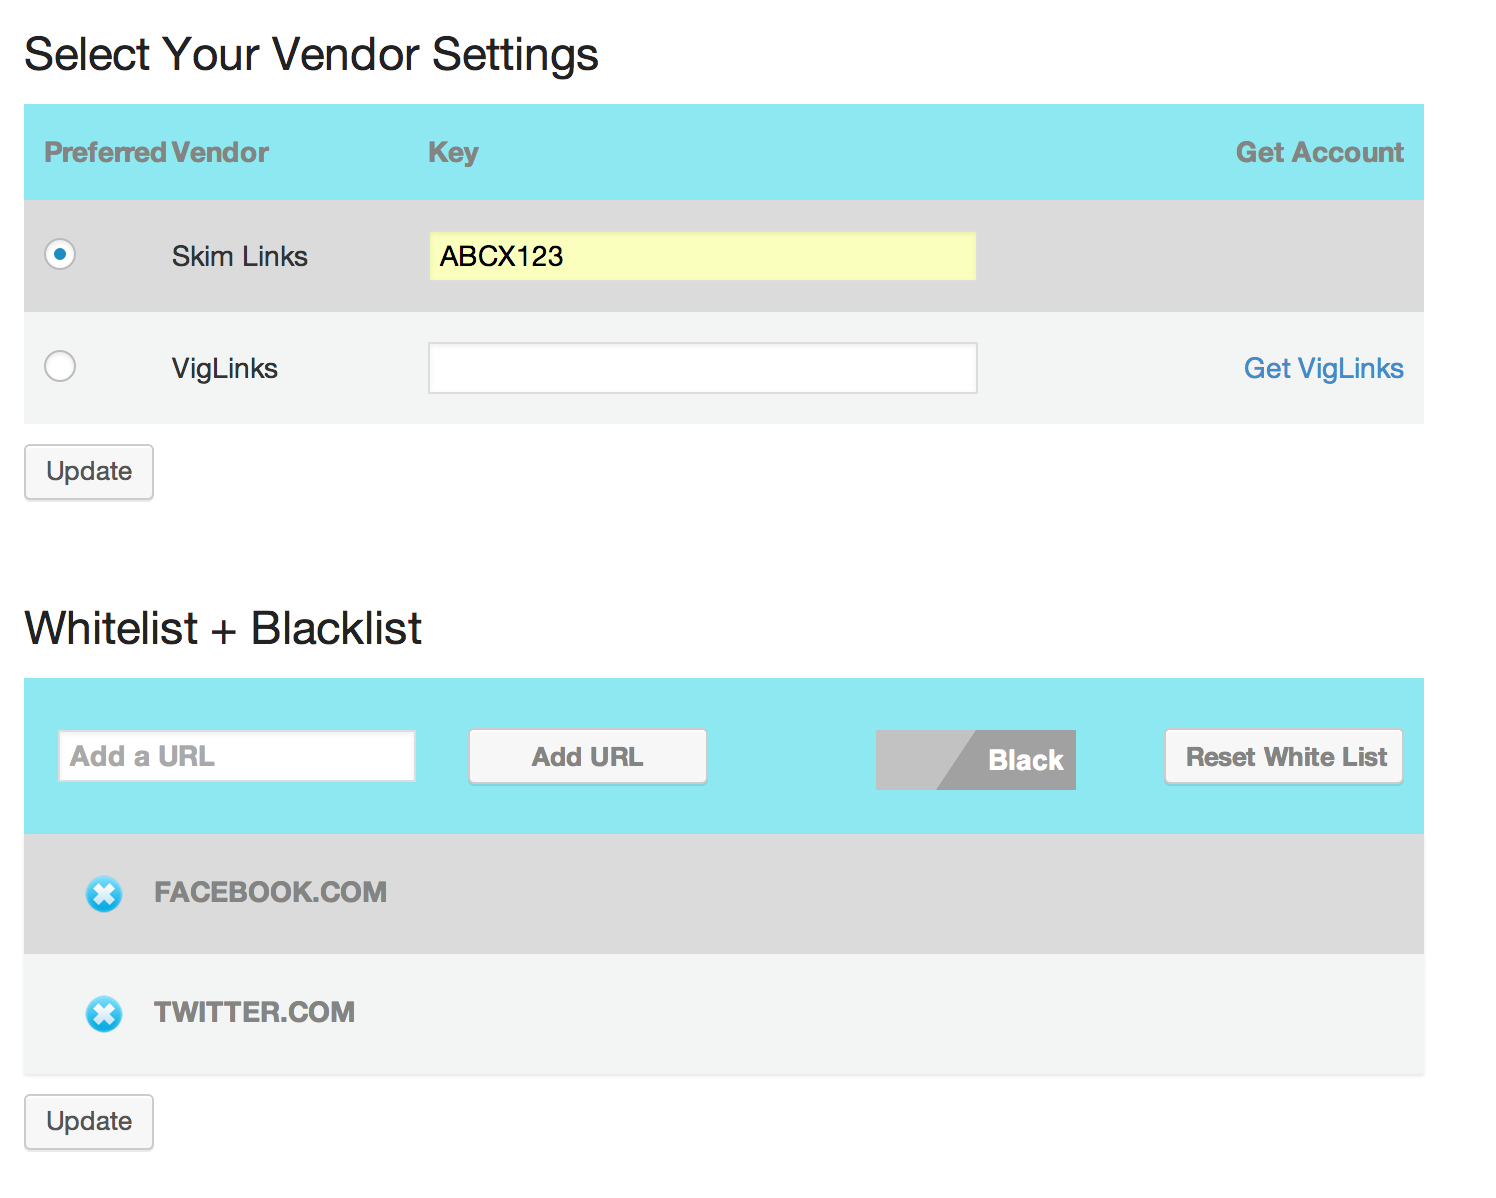 Select Your Vendor Settings
Preferred Vendor Key Get Account
Skim Links ABCX123
VigLinks Get VigLinks
Update
Whitelist + Blacklist
Add a URL Add URL Black Reset White List
FACEBOOK.COM
TWITTER.COM
Update